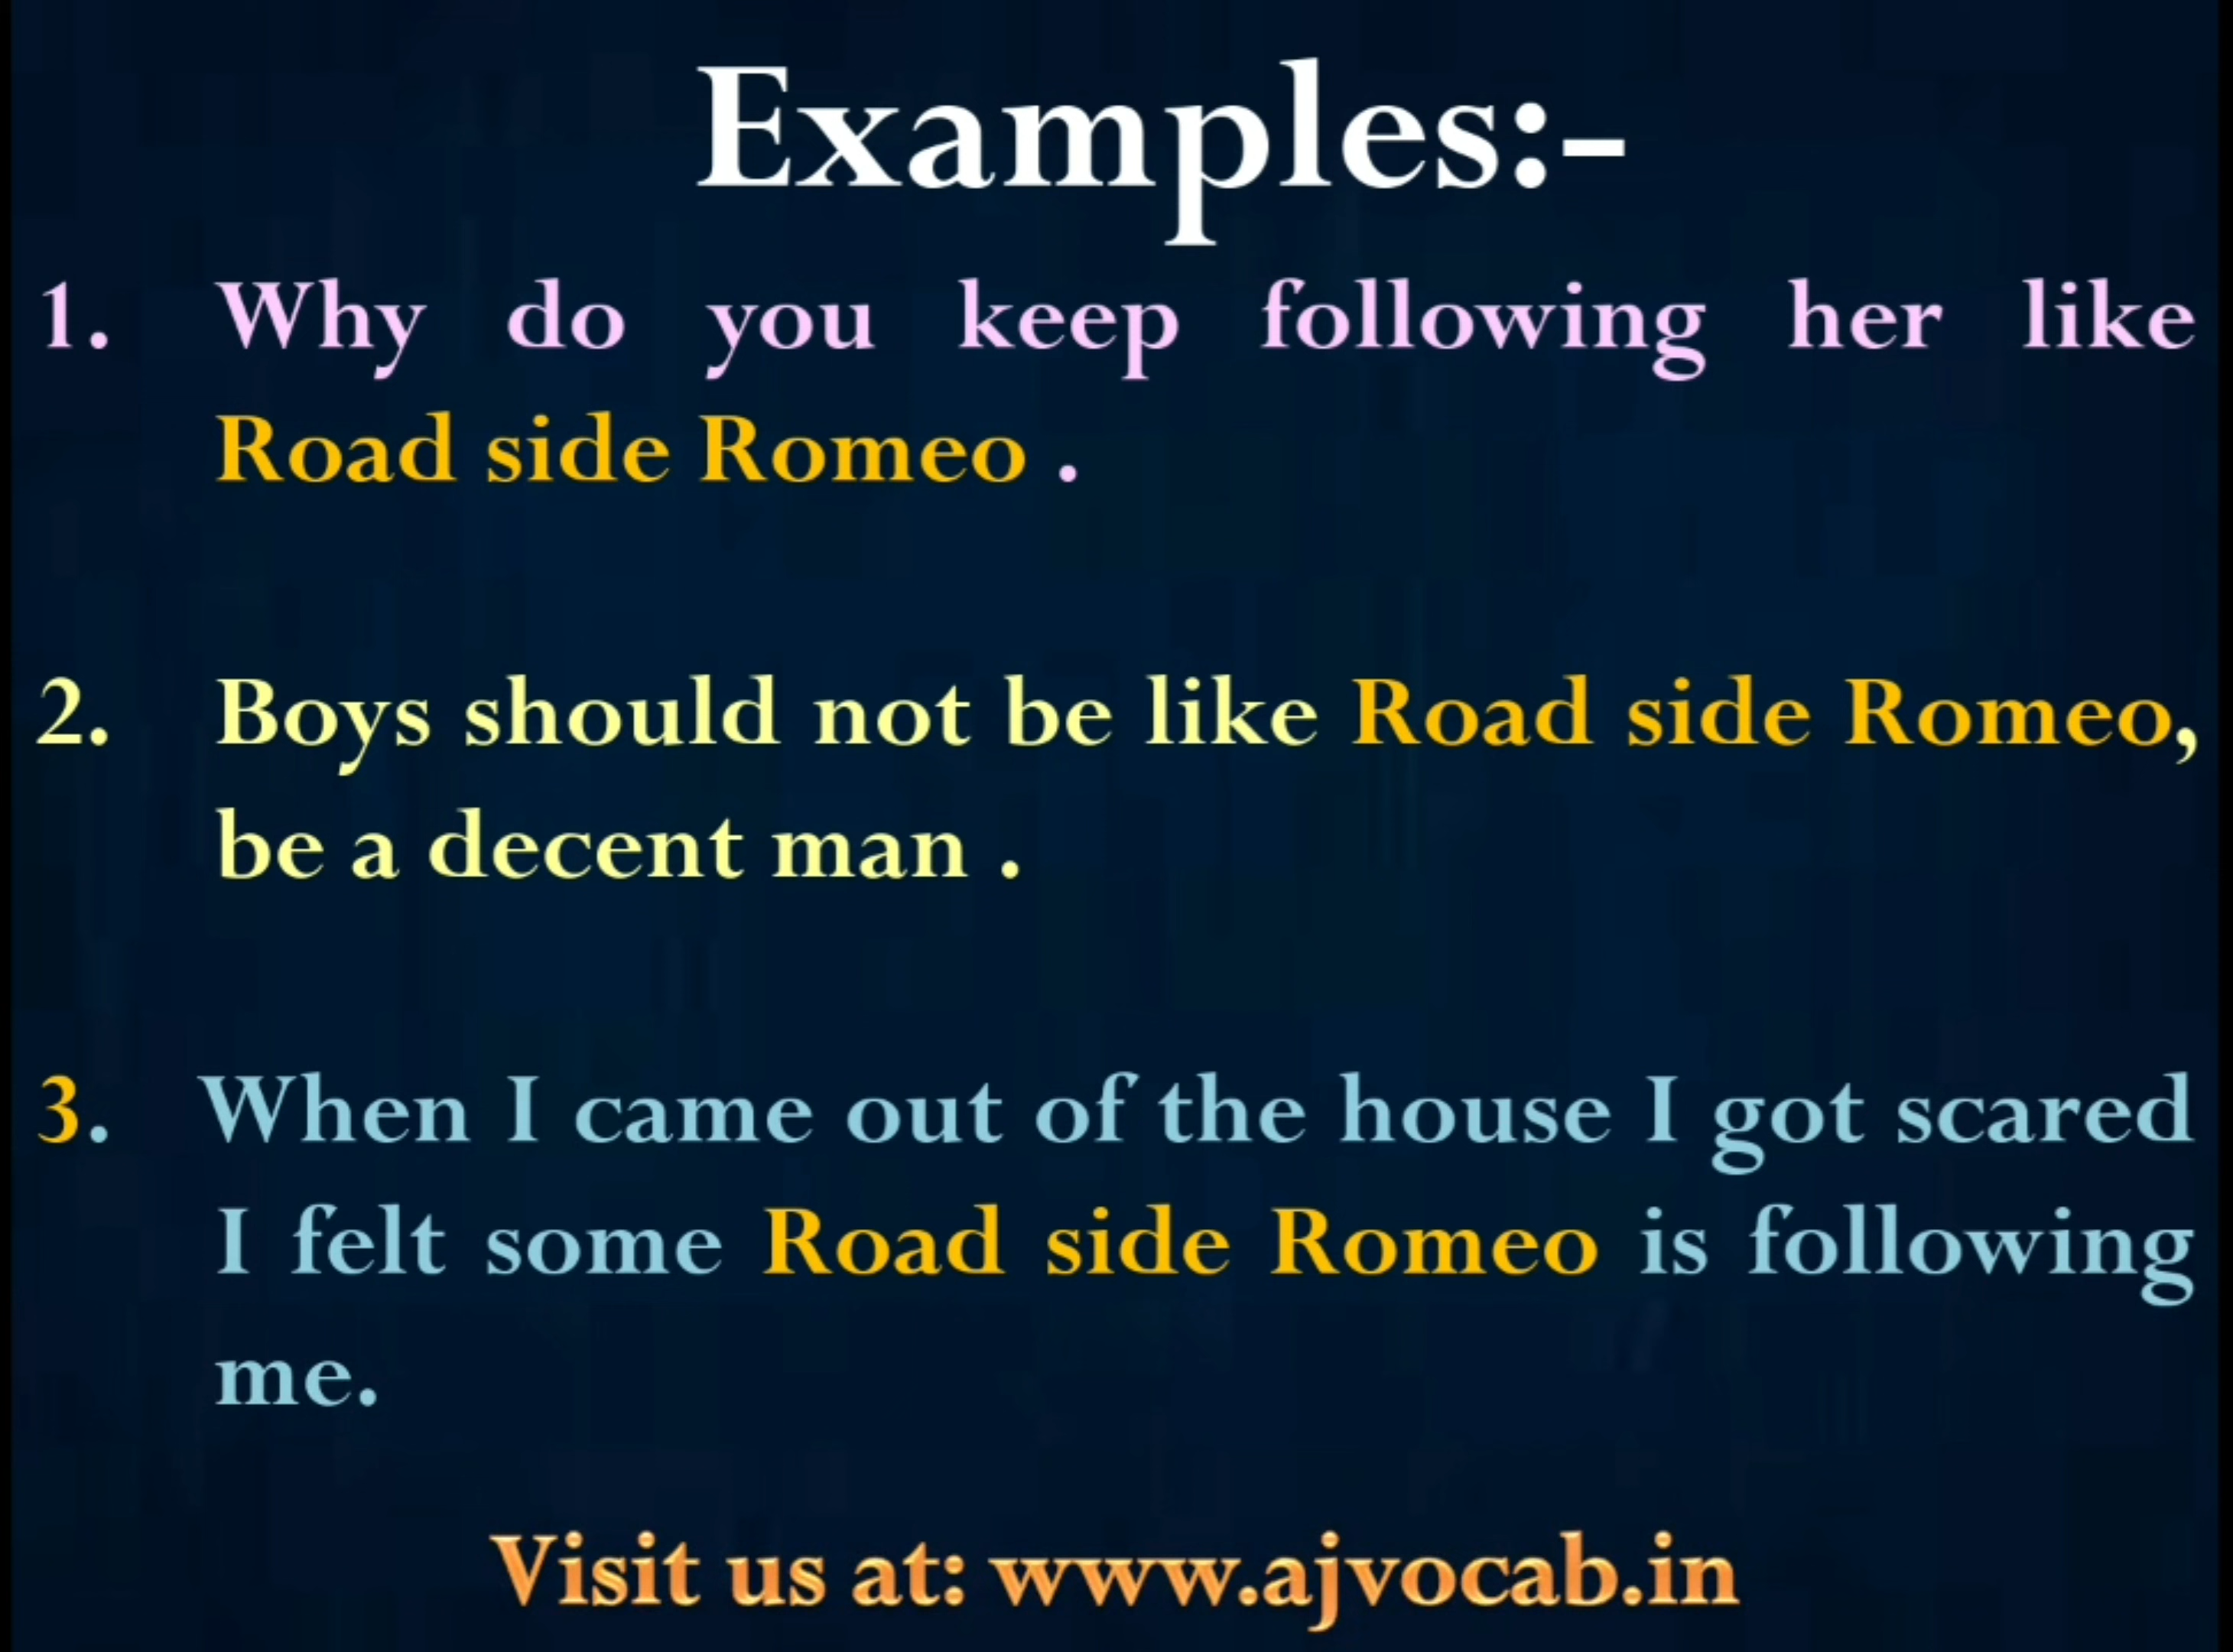 Examples:-
1. Why do you keep following her like
Road side Romeo .
2. Boys should not be like Road side Romeo,
be a decent man .
3. When I came out of the house I got scared
I felt some Road side Romeo is following
me.
Visit us at: www.ajvocab.in